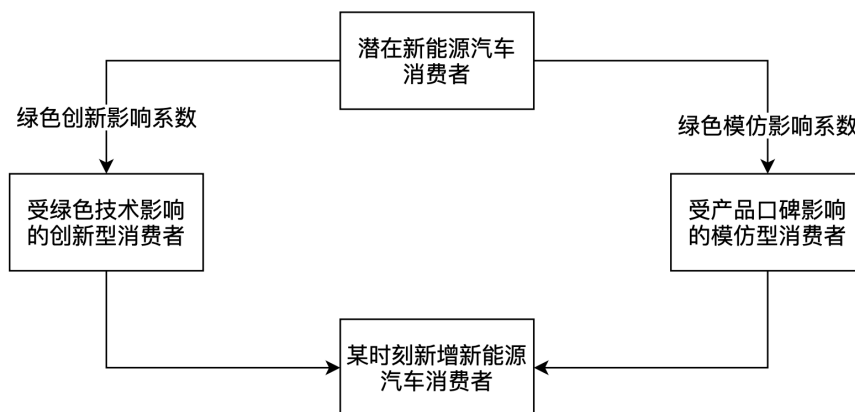 潜在新能源汽车
消费者
绿色创新影响系数
绿色模仿影响系数
受绿色技术影响
的创新型消费者
受产品口碑影响
的模仿型消费者
某时刻新增新能源
汽车消费者